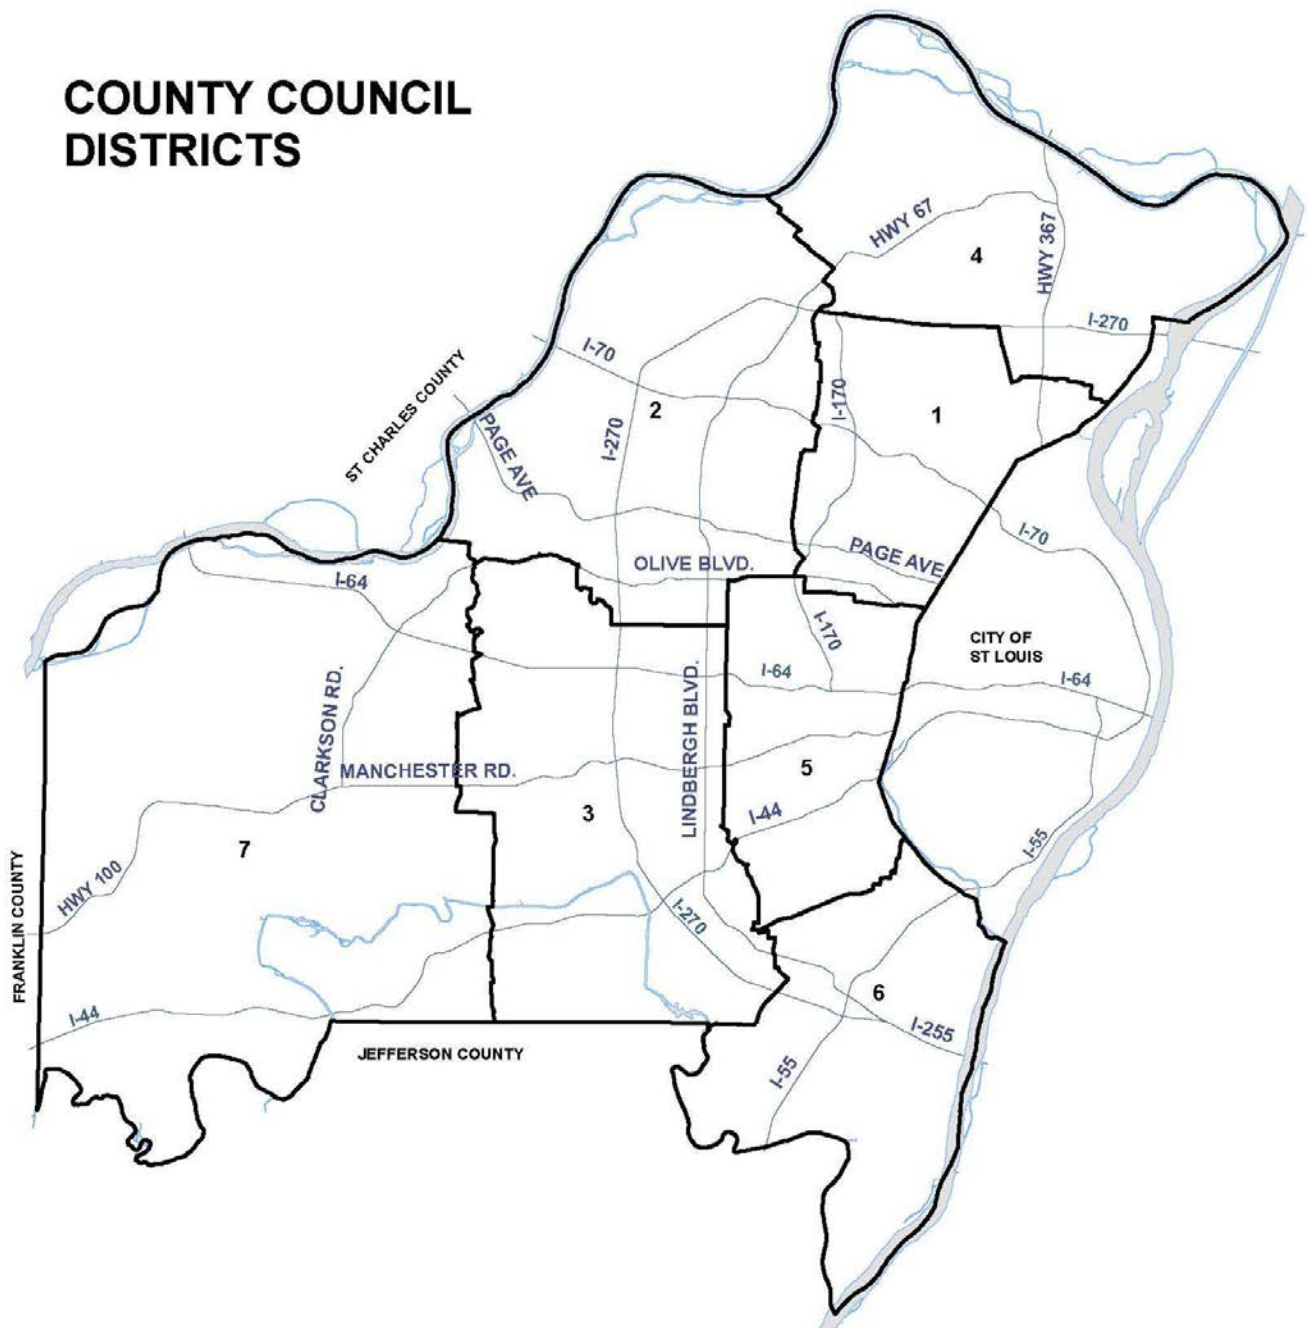 COUNTY COUNCIL
DISTRICTS
HWY 67
HWY 367
4
I-270
I-70
ST CHARLES COUNTY
2
I-170
1
I-270
PAGE AVE
I-70
PAGE AVE
OLIVE BLVD.
I-64
I-170
CITY OF
ST LOUIS
I-64
I-64
CLARKSON RD.
LINDBERGH BLVD.
MANCHESTER RD.
5
3
I-44
7
I-55
HWY 100
FRANKLIN COUNTY
I-270
6
I-44
I-255
JEFFERSON COUNTY
I-55